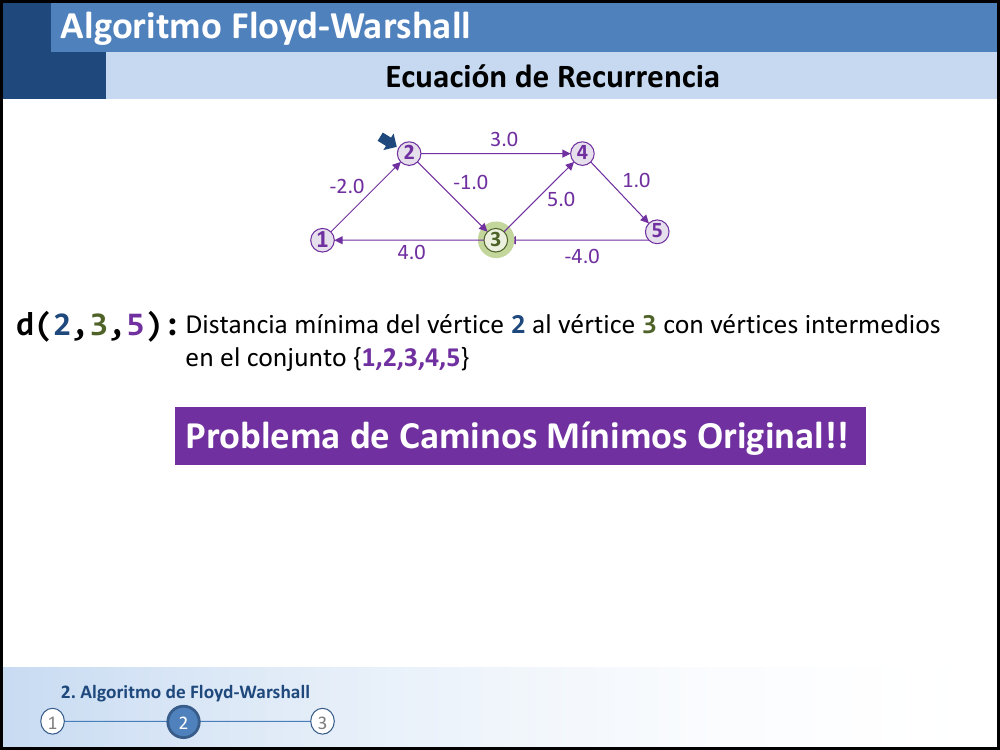 Algoritmo Floyd-Warshall
Ecuación de Recurrencia
3.0
2
4
-2.0
-1.0
1.0
5.0
1
3
5
4.0
-4.0
d(2,3,5): Distancia mínima del vértice 2 al vértice 3 con vértices intermedios
en el conjunto {1,2,3,4,5}
Problema de Caminos Mínimos Original!!
2. Algoritmo de Floyd-Warshall
1 2 3